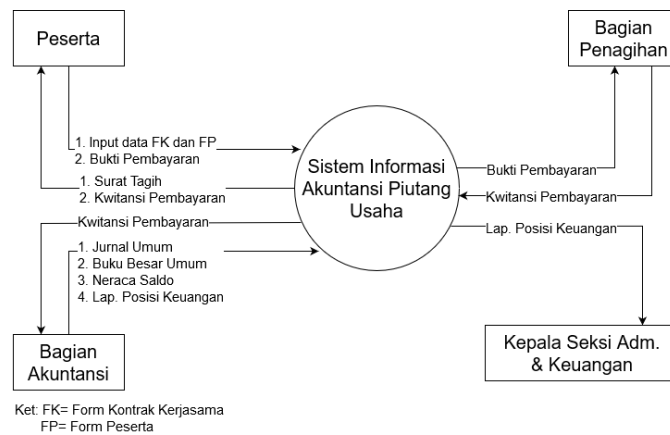 Peserta
Bagian
Penagihan
1. Input data FK dan FP
2. Bukti Pembayaran
Sistem Informasi
Akuntansi Piutang
Usaha
Bukti Pembayaran
1. Surat Tagih
2. Kwitansi Pembayaran
Kwitansi Pembayaran
Kwitansi Pembayaran
Lap. Posisi Keuangan
1. Jurnal Umum
2. Buku Besar Umum
3. Neraca Saldo
4. Lap. Posisi Keuangan
Bagian
Akuntansi
Kepala Seksi Adm.
& Keuangan
Ket: FK= Form Kontrak Kerjasama
FP= Form Peserta